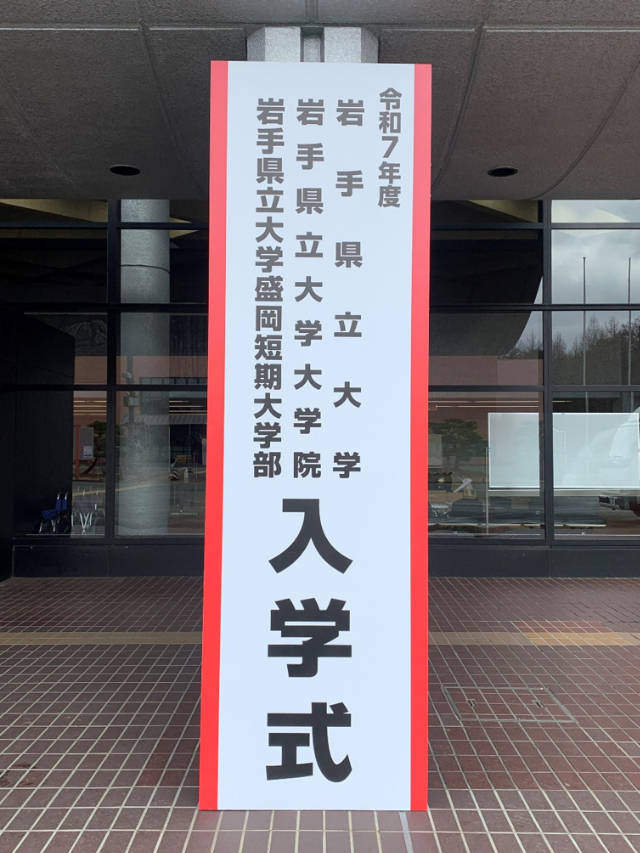 令和7年度
岩手県立大学
岩手県立大学大学院
岩手県立大学盛岡短期大学部
入学式